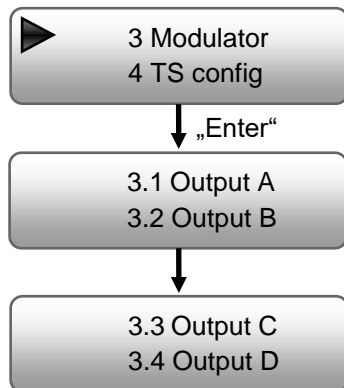 3 Modulator
4 TS config
„Enter“
3.1 Output A
3.2 Output B
3.3 Output C
3.4 Output D